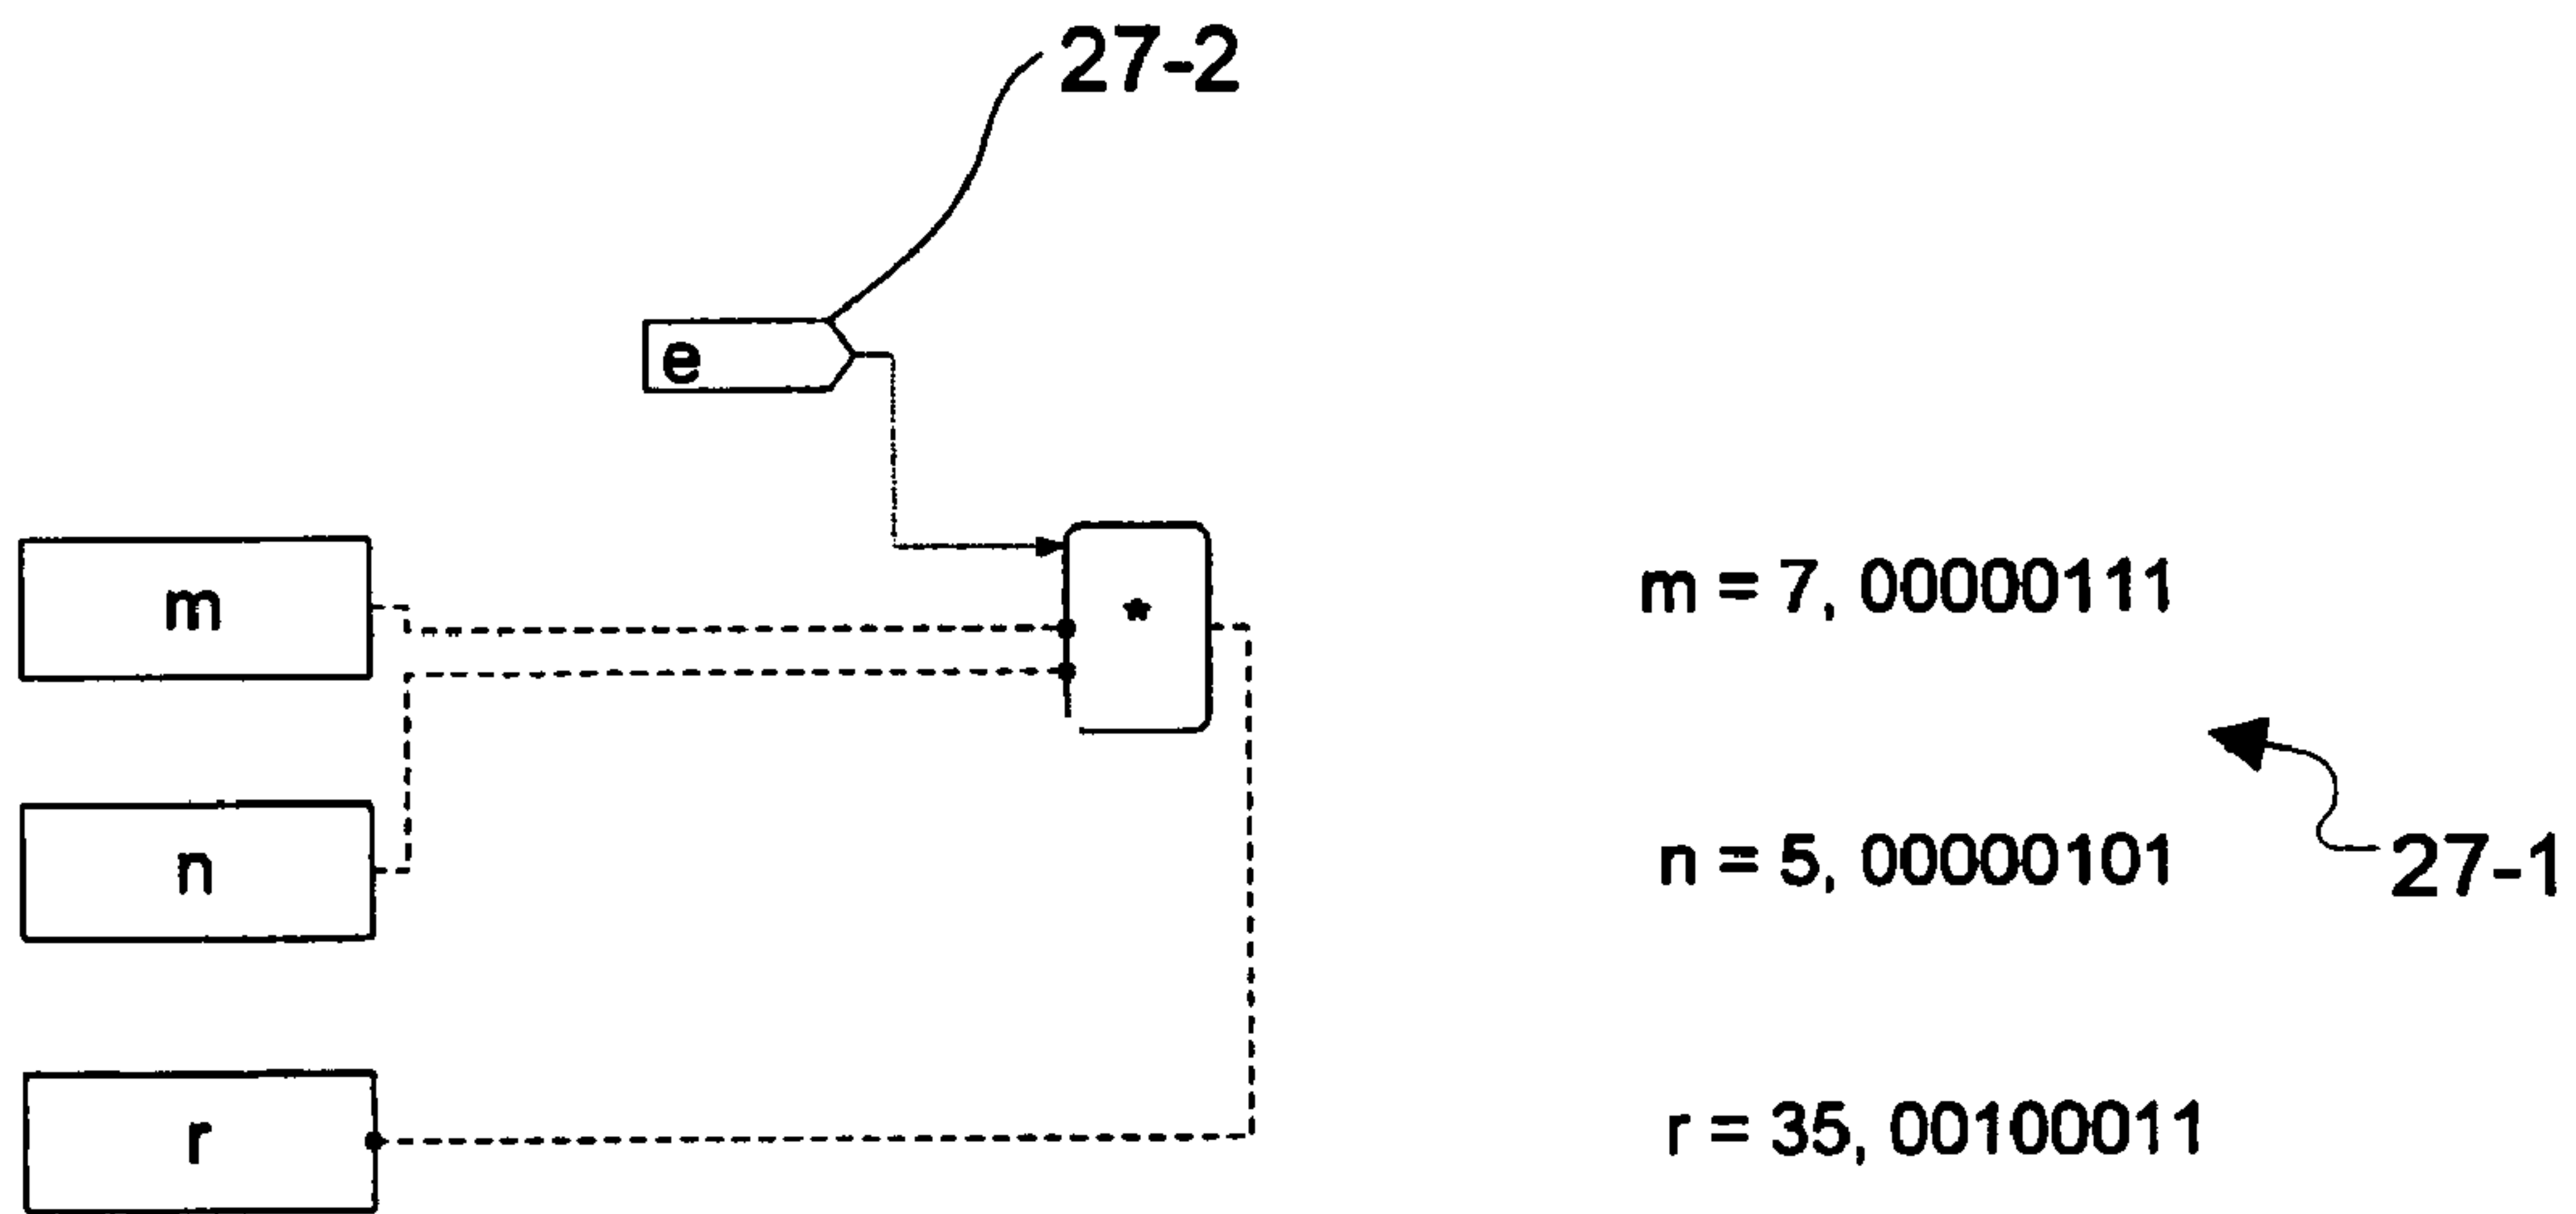 27-2
e
m
*
m = 7, 00000111
n
n = 5, 00000101
27-1
r
r = 35, 00100011